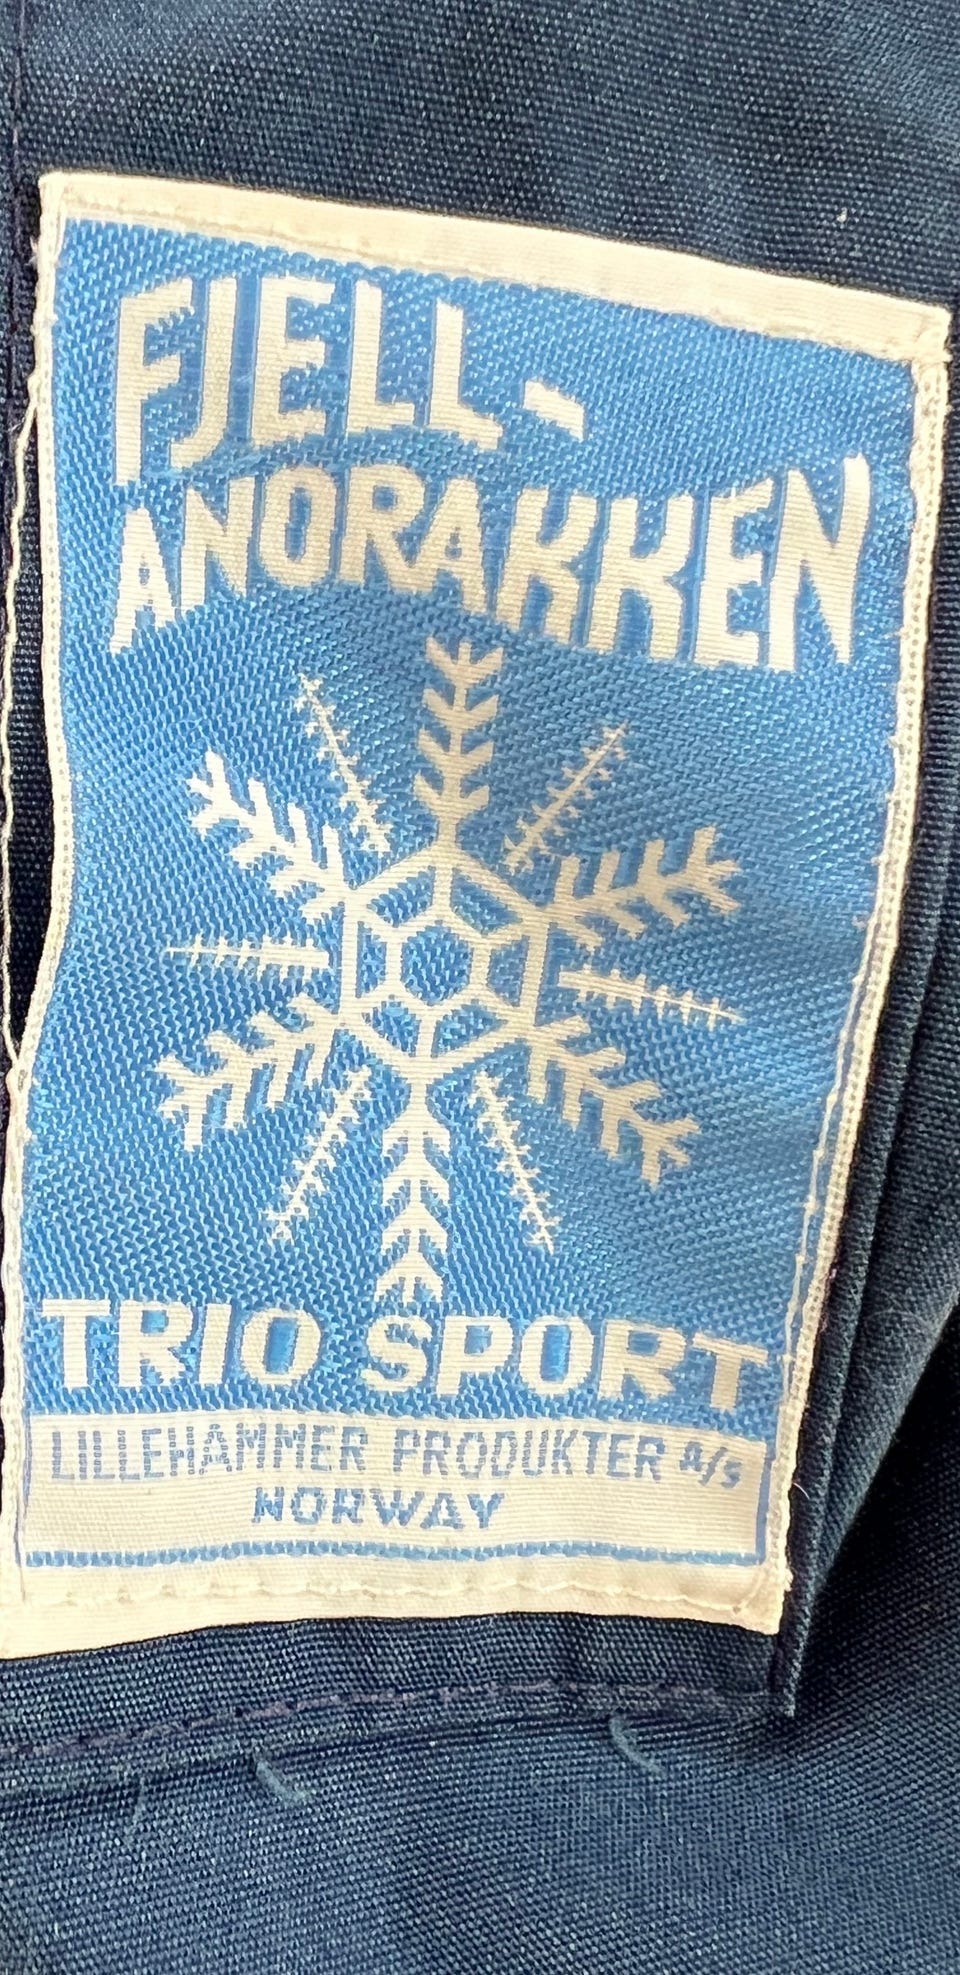 FJELL-
ANORAKKEN
TRIO SPORT
LILLEHAMMER PRODUKTER A/S
NORWAY